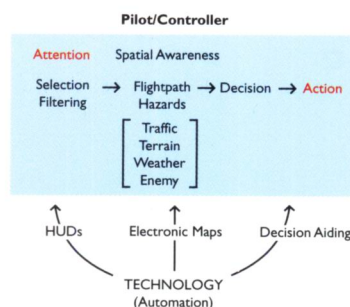 Pilot/Controller
Attention Spatial Awareness
Selection → Flightpath → Decision → Action
Filtering Hazards
Traffic
Terrain
Weather
Enemy
HUDs Electronic Maps Decision Aiding
TECHNOLOGY
(Automation)